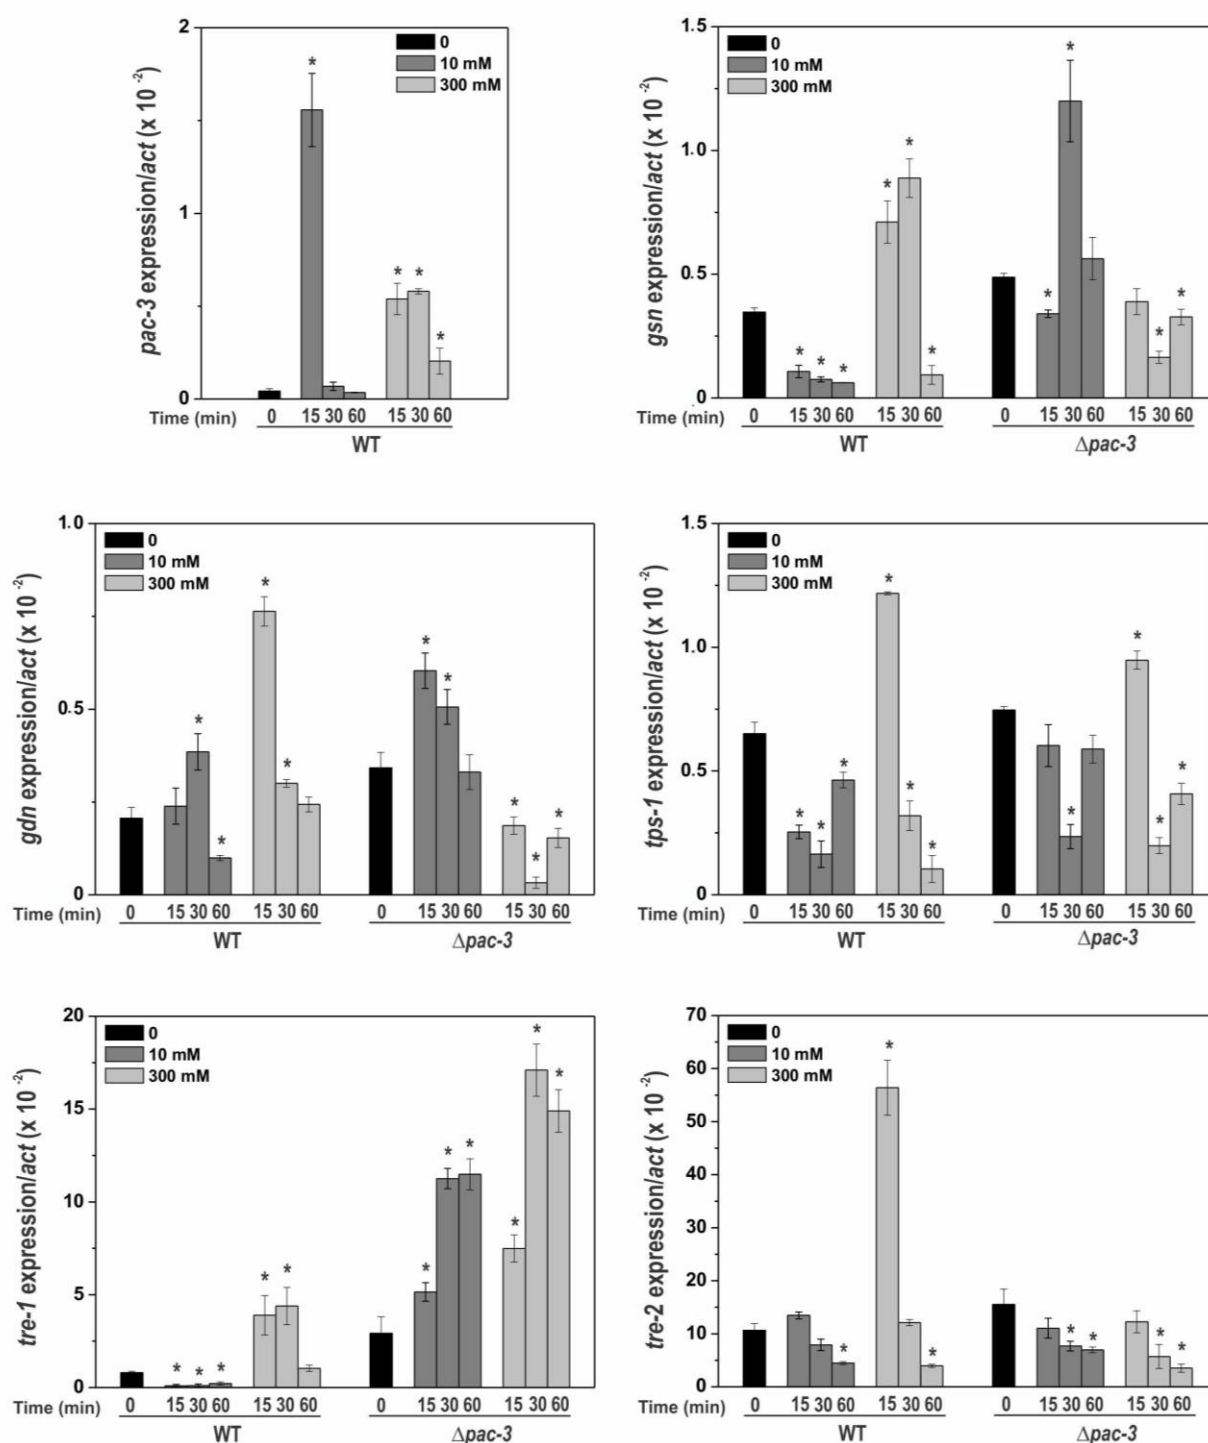 2
1
0
pac-3 expression/act (x 10 -2)
0
10 mM
300 mM
*
* *
*
Time (min) 0 15 30 60 15 30 60
WT
1.5
1.0
0.5
0
gsn expression/act (x 10 -2)
0
10 mM
300 mM
* * *
* *
*
*
*
* *
Time (min) 0 15 30 60 15 30 60 0 15 30 60 15 30 60
WT Δpac-3
1.0
0.5
0
gdn expression/act (x 10 -2)
0
10 mM
300 mM
* *
* *
* *
* * *
Time (min) 0 15 30 60 15 30 60 0 15 30 60 15 30 60
WT Δpac-3
1.5
1.0
0.5
0
tps-1 expression/act (x 10 -2)
0
10 mM
300 mM
* * *
* * *
*
* * *
Time (min) 0 15 30 60 15 30 60 0 15 30 60 15 30 60
WT Δpac-3
20
15
10
5
0
tre-1 expression/act (x 10 -2)
0
10 mM
300 mM
* * *
* *
* * *
* * *
Time (min) 0 15 30 60 15 30 60 0 15 30 60 15 30 60
WT Δpac-3
70
60
50
40
30
20
10
0
tre-2 expression/act (x 10 -2)
0
10 mM
300 mM
*
* *
* *
* *
Time (min) 0 15 30 60 15 30 60 0 15 30 60 15 30 60
WT Δpac-3